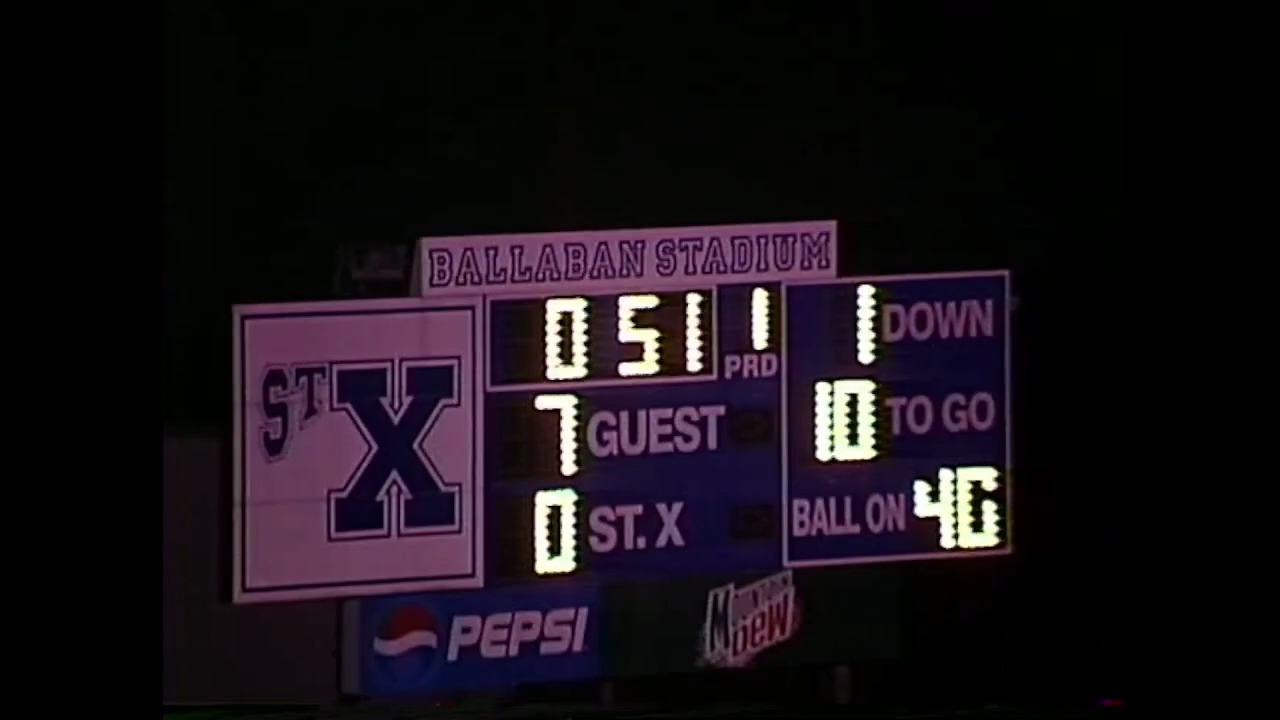 BALLABAN STADIUM
ST X
0 51 1 PRD
7 GUEST
0 ST. X
1 DOWN
10 TO GO
BALL ON 46
PEPSI
MOUNTAIN
DEW